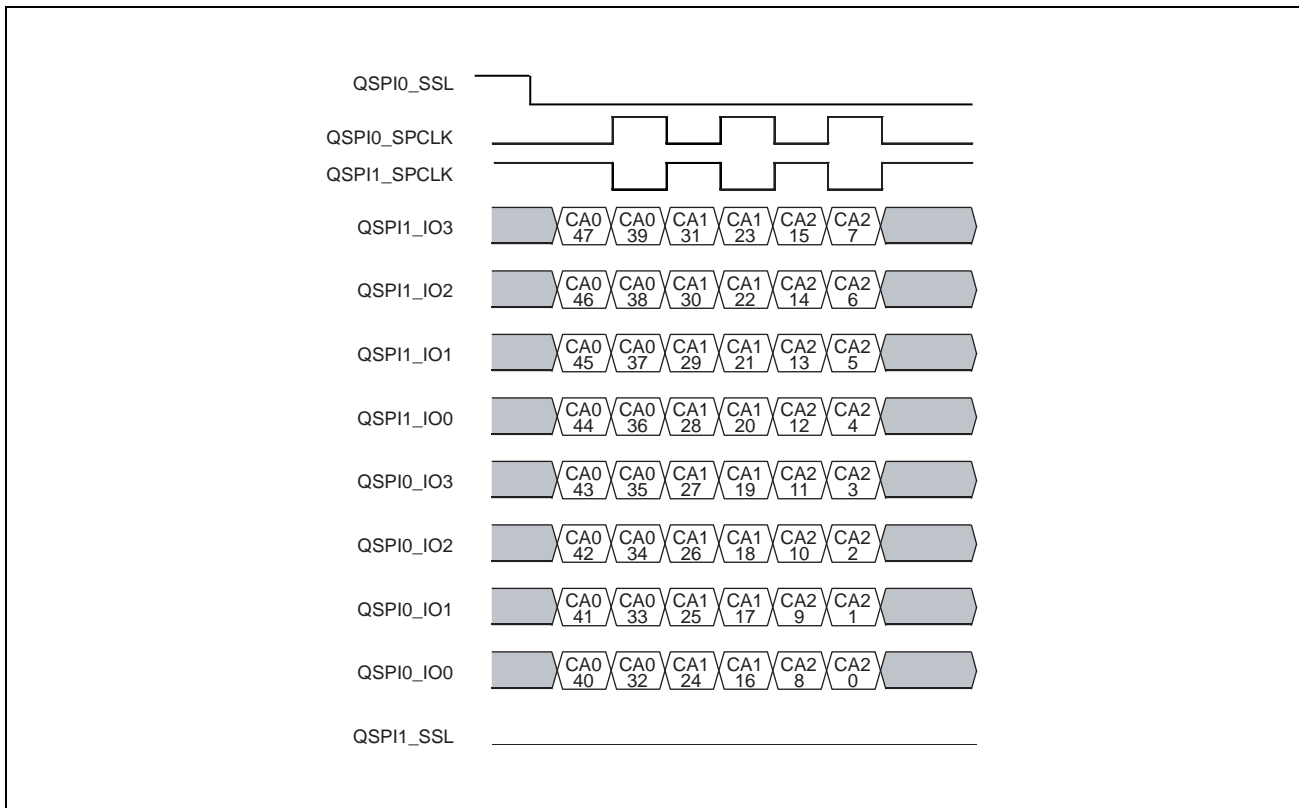 QSPI0_SSL
QSPI0_SPCLK
QSPI1_SPCLK
QSPI1_IO3 CA0 CA0 CA1 CA1 CA2 CA2
47 39 31 23 15 7
QSPI1_IO2 CA0 CA0 CA1 CA1 CA2 CA2
46 38 30 22 14 6
QSPI1_IO1 CA0 CA0 CA1 CA1 CA2 CA2
45 37 29 21 13 5
QSPI1_IO0 CA0 CA0 CA1 CA1 CA2 CA2
44 36 28 20 12 4
QSPI0_IO3 CA0 CA0 CA1 CA1 CA2 CA2
43 35 27 19 11 3
QSPI0_IO2 CA0 CA0 CA1 CA1 CA2 CA2
42 34 26 18 10 2
QSPI0_IO1 CA0 CA0 CA1 CA1 CA2 CA2
41 33 25 17 9 1
QSPI0_IO0 CA0 CA0 CA1 CA1 CA2 CA2
40 32 24 16 8 0
QSPI1_SSL